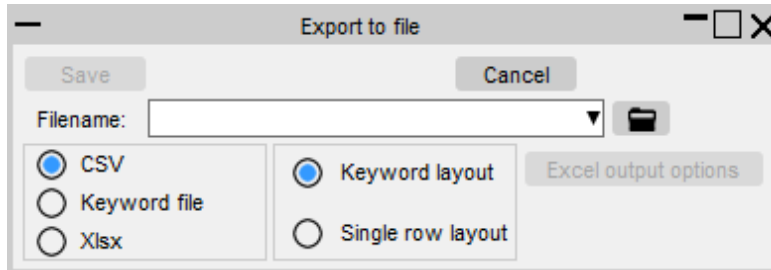 Export to file
Save Cancel
Filename:
CSV
Keyword file
Xlsx
Keyword layout
Single row layout
Excel output options